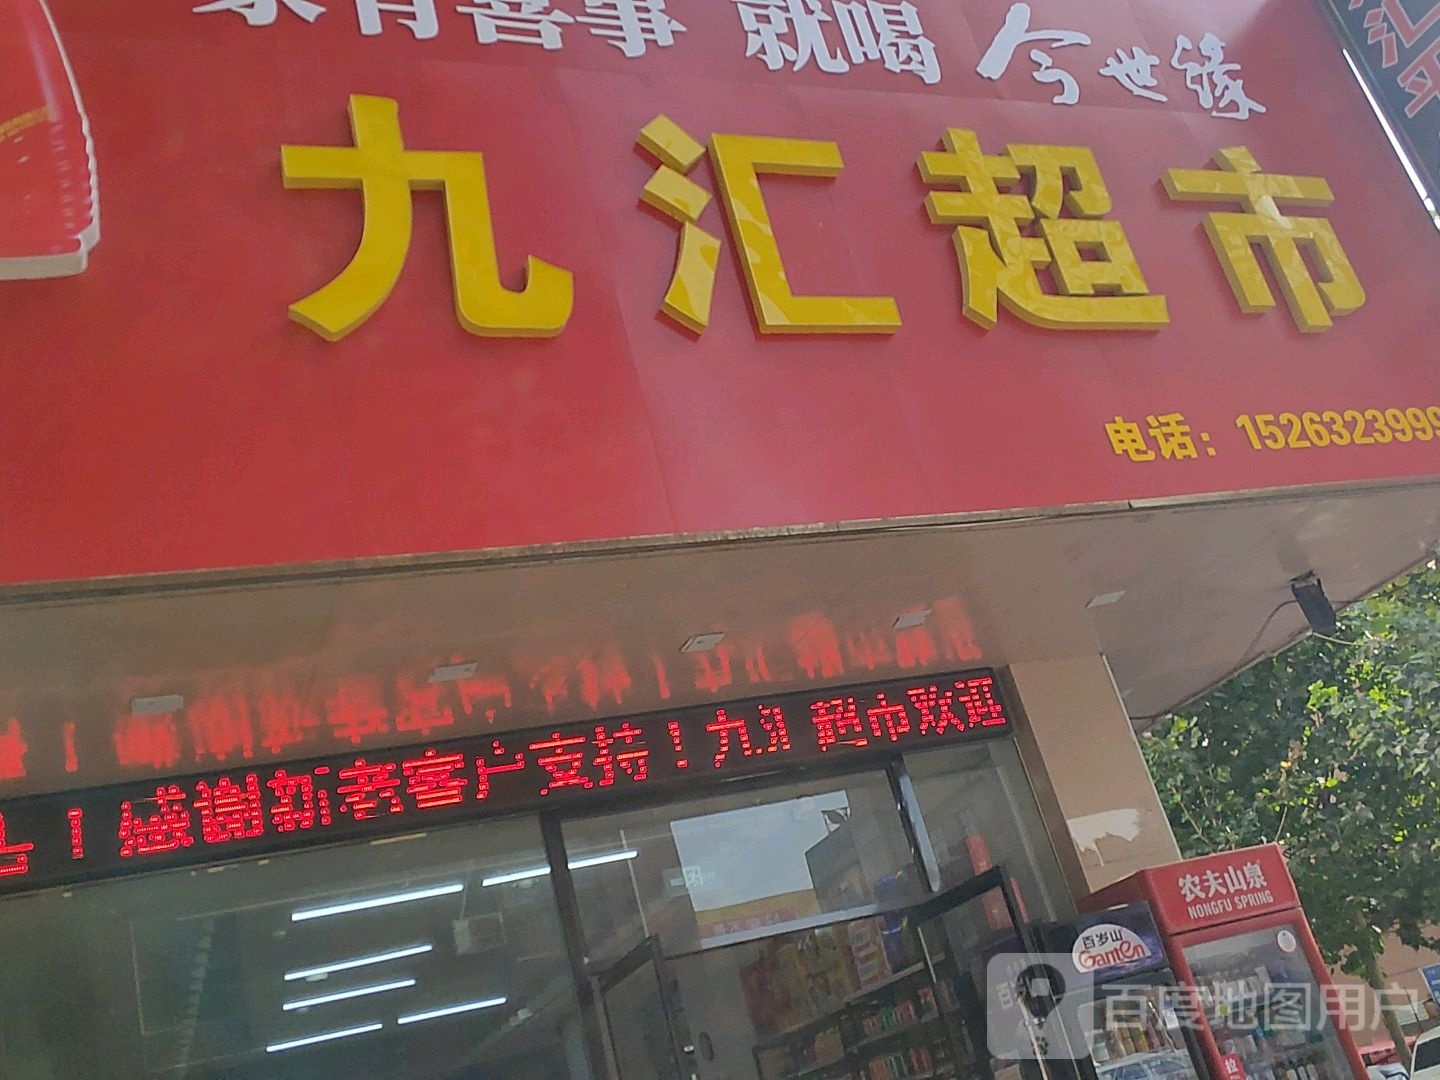 家有喜事 就喝 今世缘
九汇超市
电话：15263239999
！感谢新老客户支持！九汇超市欢迎
农夫山泉
NONGFU SPRING
百岁山
Ganten
百度地图用户